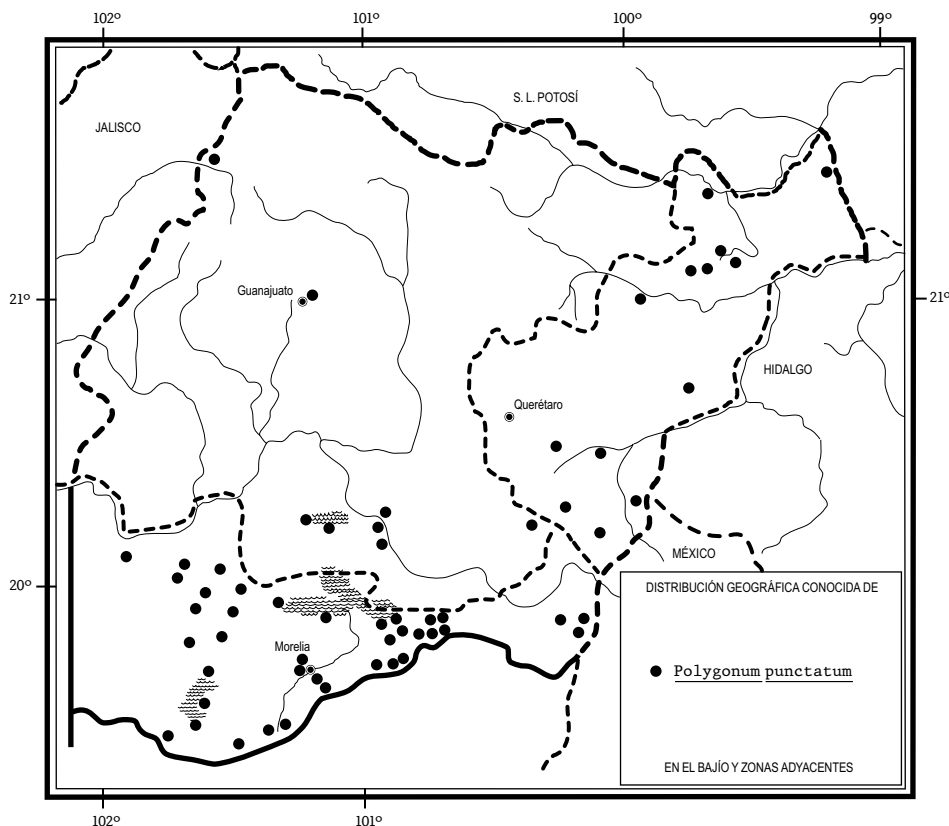 102º 101º 100º 99º
S. L. POTOSÍ
JALISCO
Guanajuato
21º 21º
HIDALGO
Querétaro
MÉXICO
20º
DISTRIBUCIÓN GEOGRÁFICA CONOCIDA DE
Morelia
Polygonum punctatum
EN EL BAJÍO Y ZONAS ADYACENTES
102º 101º